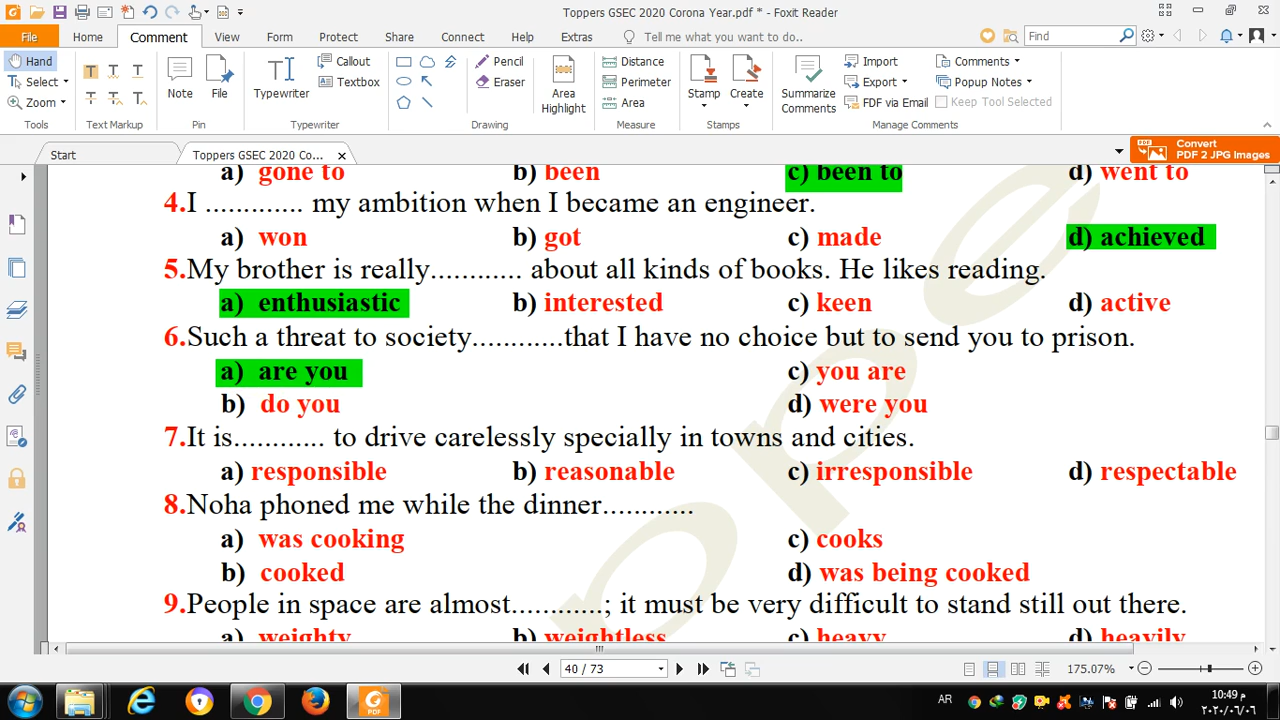 Toppers GSEC 2020 Corona Year.pdf * - Foxit Reader
File Home Comment View Form Protect Share Connect Help Extras Tell me what you want to do.. Find
Hand Select Zoom
Tools
Text Markup
Note File
Pin
Typewriter Callout Textbox
Typewriter
Pencil Eraser
Drawing
Area Highlight
Distance Perimeter Area
Measure
Stamp Create
Stamps
Summarize Comments
Import Export FDF via Email
Comments Popup Notes Keep Tool Selected
Manage Comments
Start Toppers GSEC 2020 Co... Convert PDF 2 JPG Images
a) gone to b) been c) been to d) went to
4.I ............. my ambition when I became an engineer.
a) won b) got c) made d) achieved
5.My brother is really............ about all kinds of books. He likes reading.
a) enthusiastic b) interested c) keen d) active
6.Such a threat to society............that I have no choice but to send you to prison.
a) are you c) you are
b) do you d) were you
7.It is............ to drive carelessly specially in towns and cities.
a) responsible b) reasonable c) irresponsible d) respectable
8.Noha phoned me while the dinner............
a) was cooking c) cooks
b) cooked d) was being cooked
9.People in space are almost............; it must be very difficult to stand still out there.
a) weighty b) weightless c) heavy d) heavily
40 / 73 175.07%
AR 10:49 م
٢٠٢٠/٠٦/٠٦